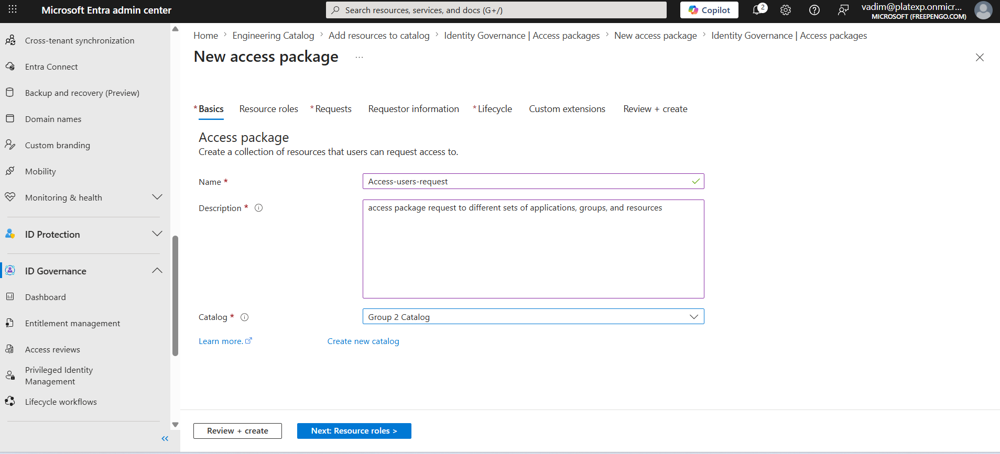 Microsoft Entra admin center
Search resources, services, and docs (G+/)
Copilot
2
vadim@platexp.onmicr...
MICROSOFT (FREEPENGO.COM)
Cross-tenant synchronization
Entra Connect
Backup and recovery (Preview)
Domain names
Custom branding
Mobility
Monitoring & health
ID Protection
ID Governance
Dashboard
Entitlement management
Access reviews
Privileged Identity
Management
Lifecycle workflows
Home > Engineering Catalog > Add resources to catalog > Identity Governance | Access packages > New access package > Identity Governance | Access packages
New access package ...
* Basics Resource roles * Requests Requestor information * Lifecycle Custom extensions Review + create
Access package
Create a collection of resources that users can request access to.
Name * Access-users-request
Description * access package request to different sets of applications, groups, and resources
Catalog * Group 2 Catalog
Learn more. Create new catalog
Review + create Next: Resource roles >